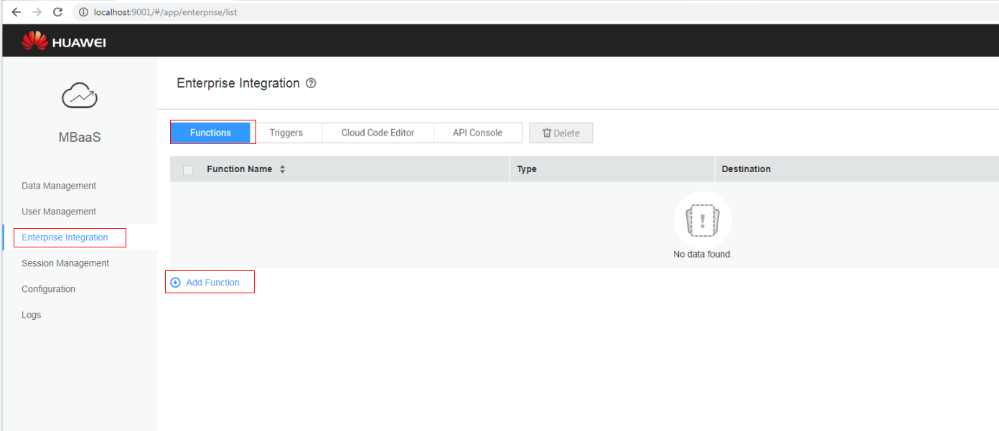 localhost:9001/#/app/enterprise/list
HUAWEI
MBaaS
Data Management
User Management
Enterprise Integration
Session Management
Configuration
Logs
Enterprise Integration ?
Functions Triggers Cloud Code Editor API Console Delete
Function Name Type Destination
No data found.
Add Function